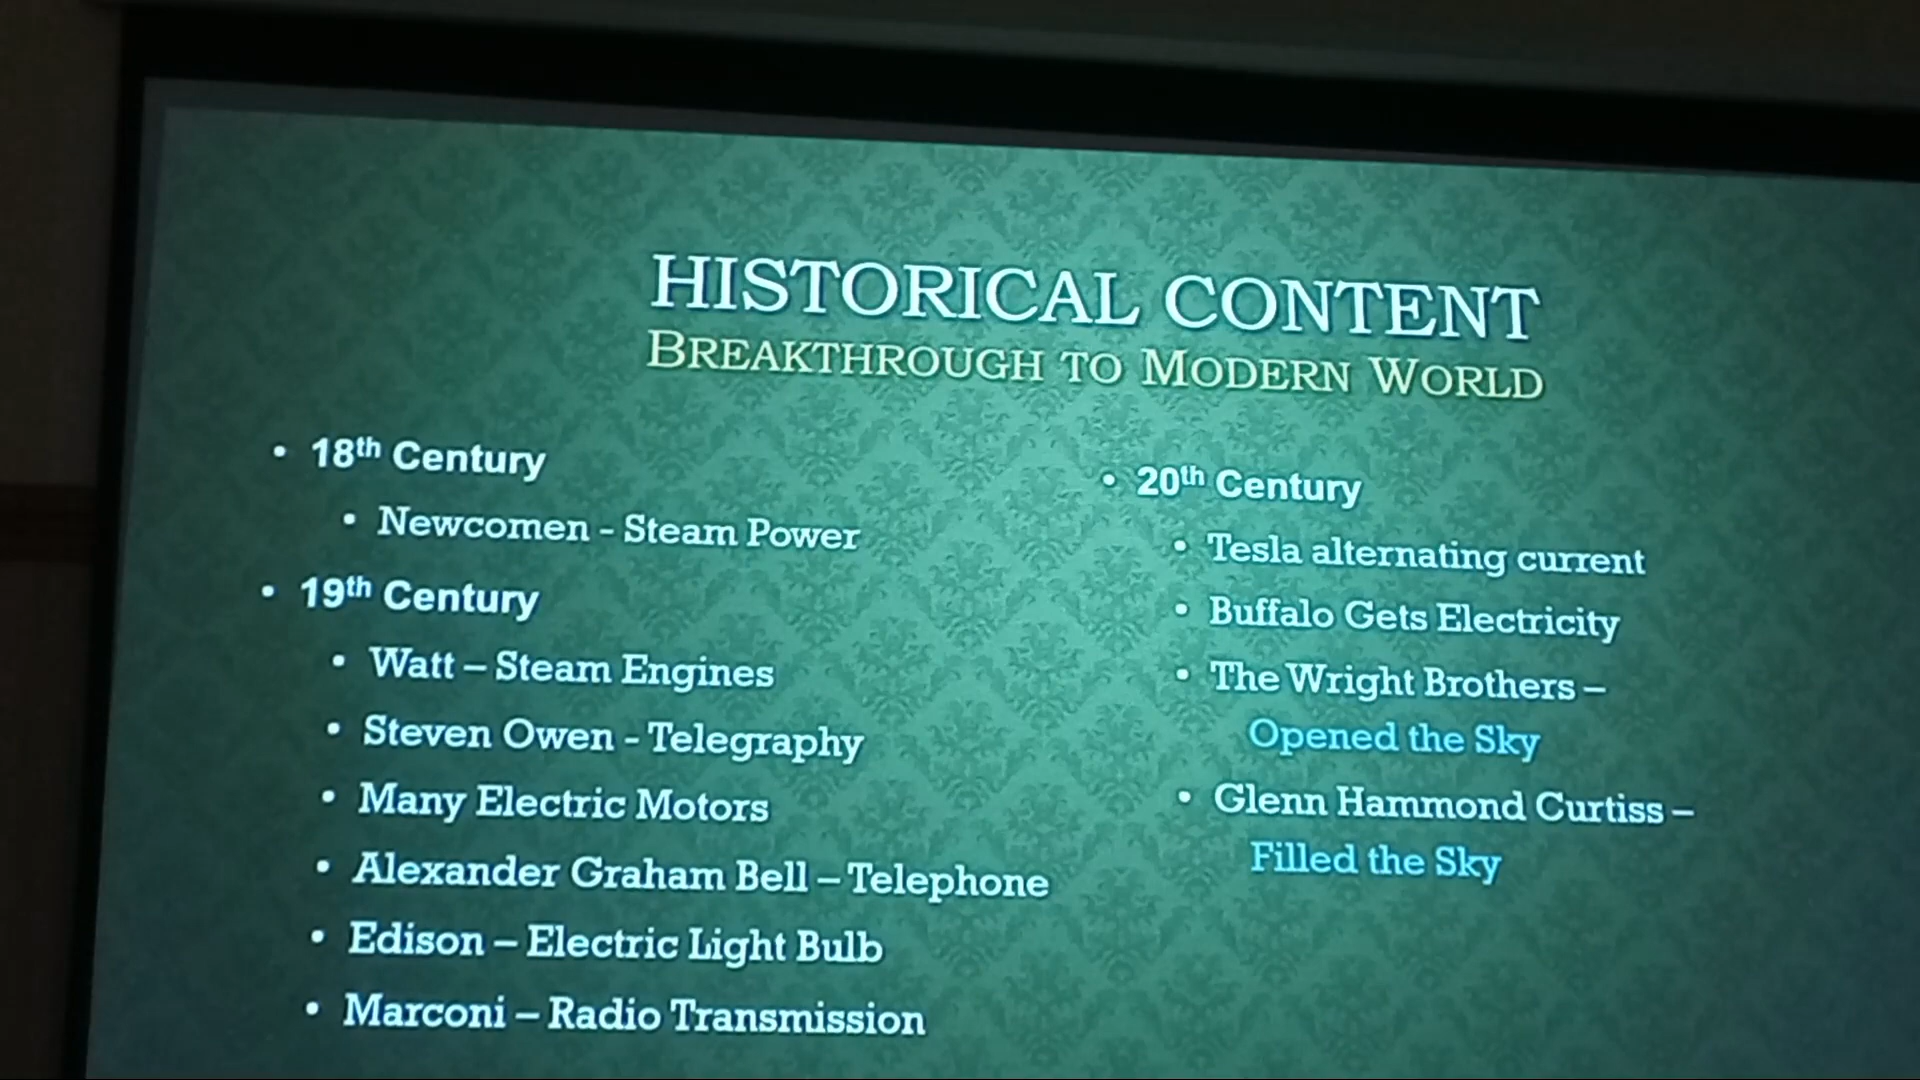 HISTORICAL CONTENT
BREAKTHROUGH TO MODERN WORLD
• 18th Century
• Newcomen - Steam Power
• 19th Century
• Watt – Steam Engines
• Steven Owen - Telegraphy
• Many Electric Motors
• Alexander Graham Bell – Telephone
• Edison – Electric Light Bulb
• Marconi – Radio Transmission
• 20th Century
• Tesla alternating current
• Buffalo Gets Electricity
• The Wright Brothers –
Opened the Sky
• Glenn Hammond Curtiss –
Filled the Sky